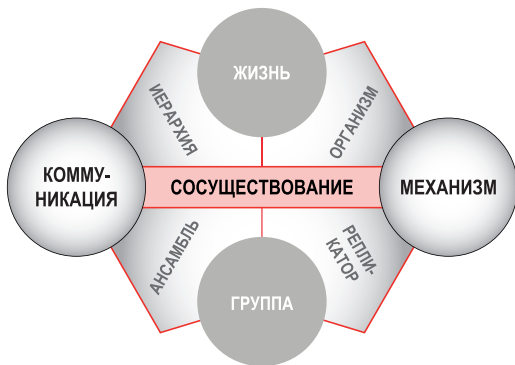 ЖИЗНЬ
ИЕРАРХИЯ
ОРГАНИЗМ
КОММУ-
НИКАЦИЯ
СОСУЩЕСТВОВАНИЕ
МЕХАНИЗМ
АНСАМБЛЬ
РЕПЛИ-
КАТОР
ГРУППА